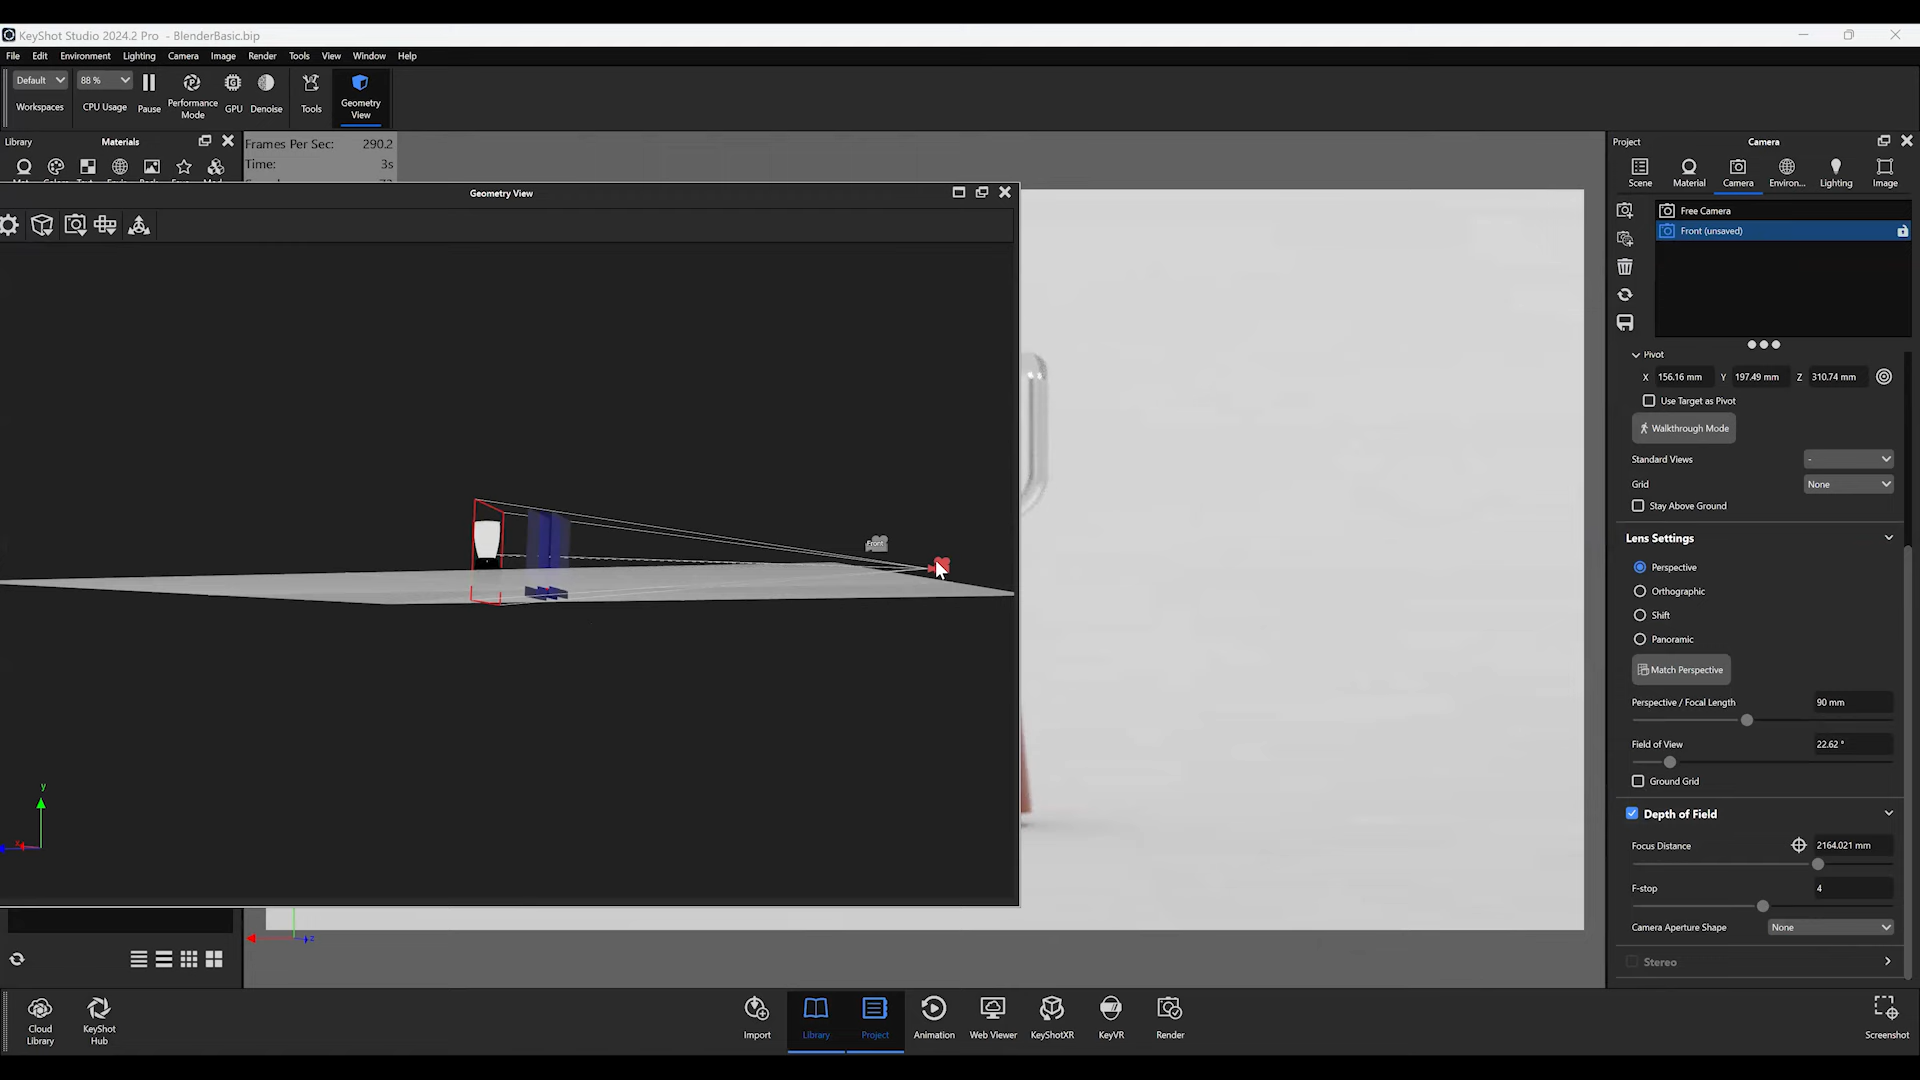 KeyShot Studio 2024.2 Pro - BlenderBasic.bip
File Edit Environment Lighting Camera Image Render Tools View Window Help
Default 88 %
Workspaces CPU Usage Pause Performance Mode GPU Denoise Tools Geometry View
Library Materials
Frames Per Sec: 290.2
Time: 3s
Geometry View
Front
y
x
z
Project Camera
Scene Material Camera Environ... Lighting Image
Free Camera
Front (unsaved)
Pivot
X 156.16 mm Y 197.49 mm Z 310.74 mm
Use Target as Pivot
Walkthrough Mode
Standard Views -
Grid None
Stay Above Ground
Lens Settings
Perspective
Orthographic
Shift
Panoramic
Match Perspective
Perspective / Focal Length 90 mm
Field of View 22.62 °
Ground Grid
Depth of Field
Focus Distance 2164.021 mm
F-stop 4
Camera Aperture Shape None
Stereo
Cloud Library KeyShot Hub Import Library Project Animation Web Viewer KeyShotXR KeyVR Render Screenshot